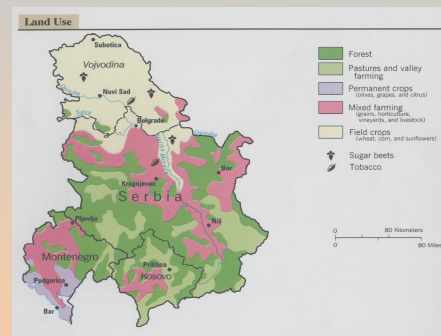 Land Use
Subotica
Vojvodina
Novi Sad
Sava
Belgrade
Danube
Bor
Kragujevac
Serbia
Niš
Pljevlja
Montenegro
Priština
Kosovo
Podgorica
Bar
Forest
Pastures and valley
farming
Permanent crops
(olives, grapes, and citrus)
Mixed farming
(grains, horticulture,
vineyards, and livestock)
Field crops
(wheat, corn, and sunflowers)
Sugar beets
Tobacco
0 80 Kilometers
0 80 Miles